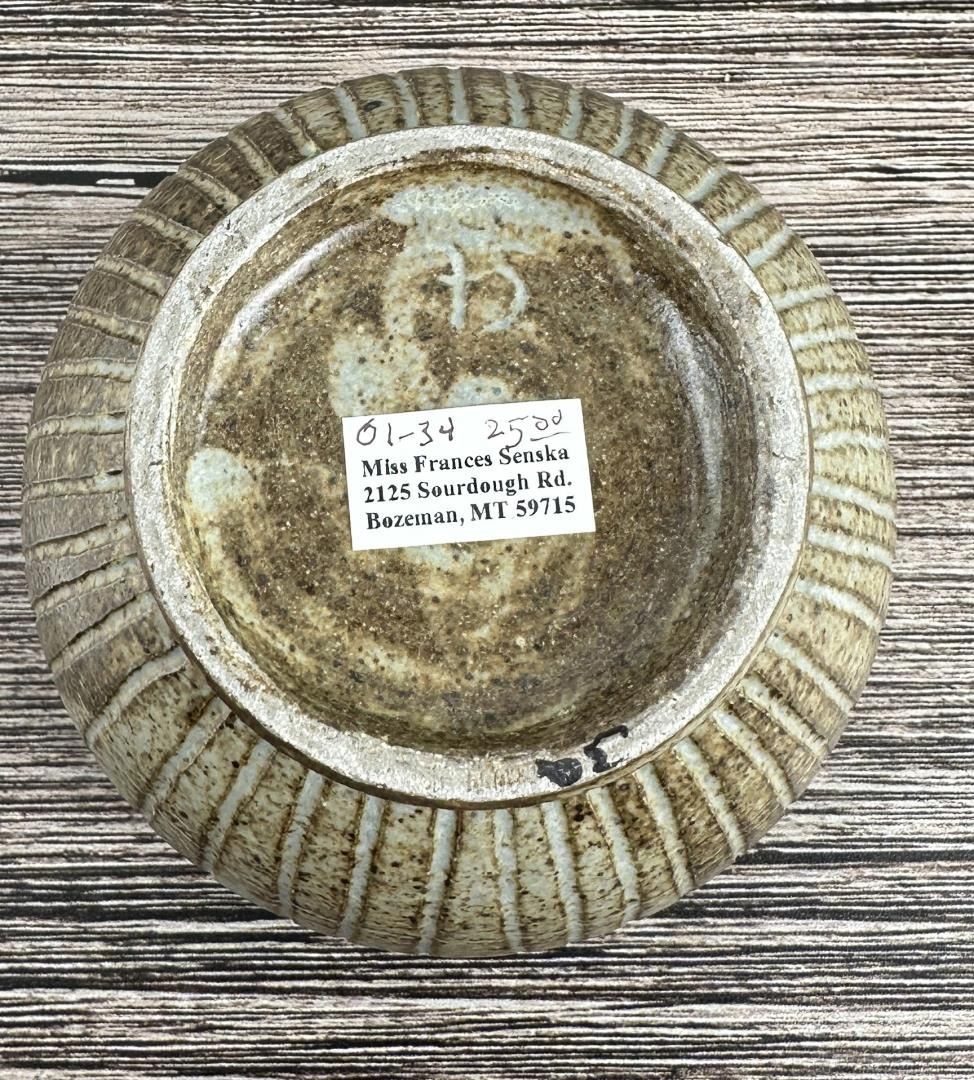 01-34 25.00
Miss Frances Senska
2125 Sourdough Rd.
Bozeman, MT 59715